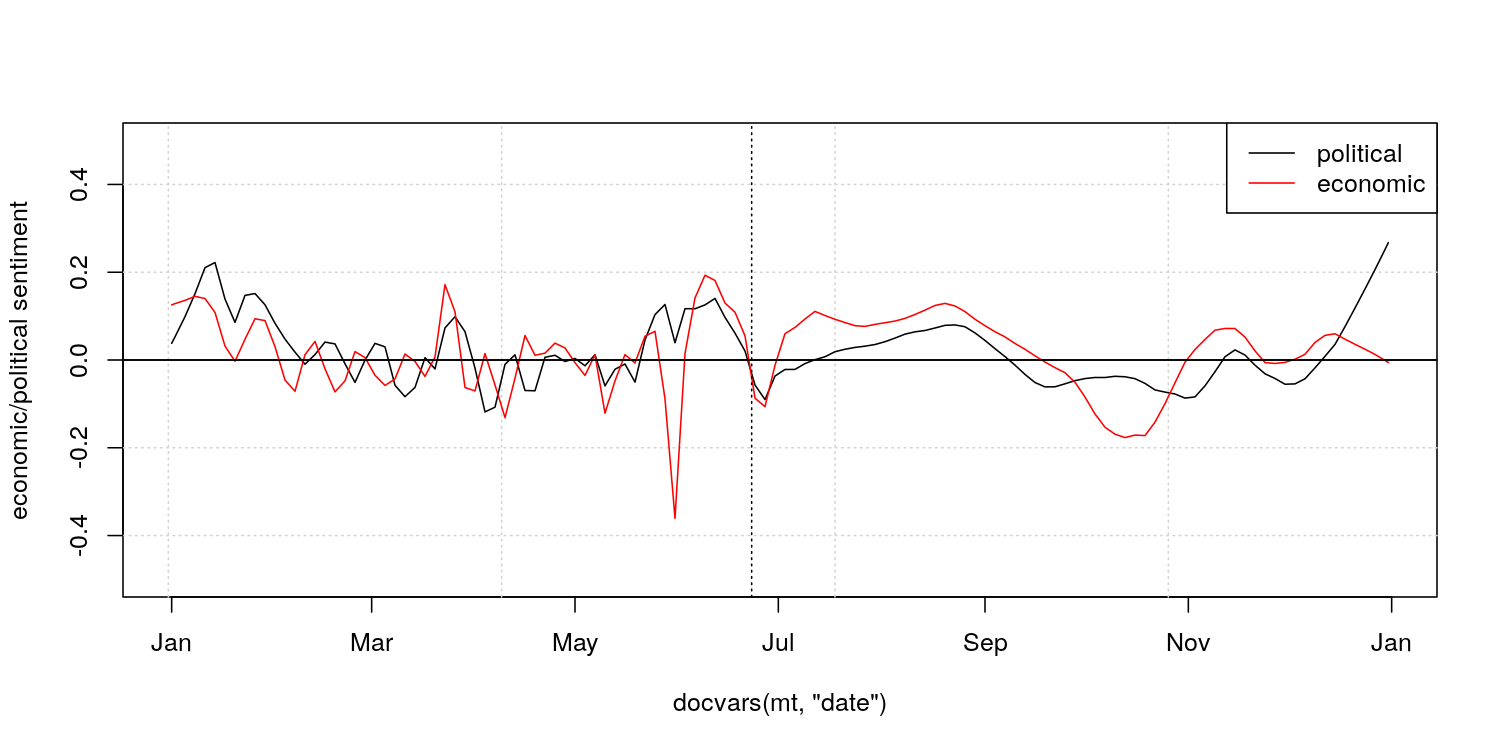 political
economic
economic/political sentiment
0.4
0.2
0.0
-0.2
-0.4
Jan
Mar
May
Jul
Sep
Nov
Jan
docvars(mt, "date")